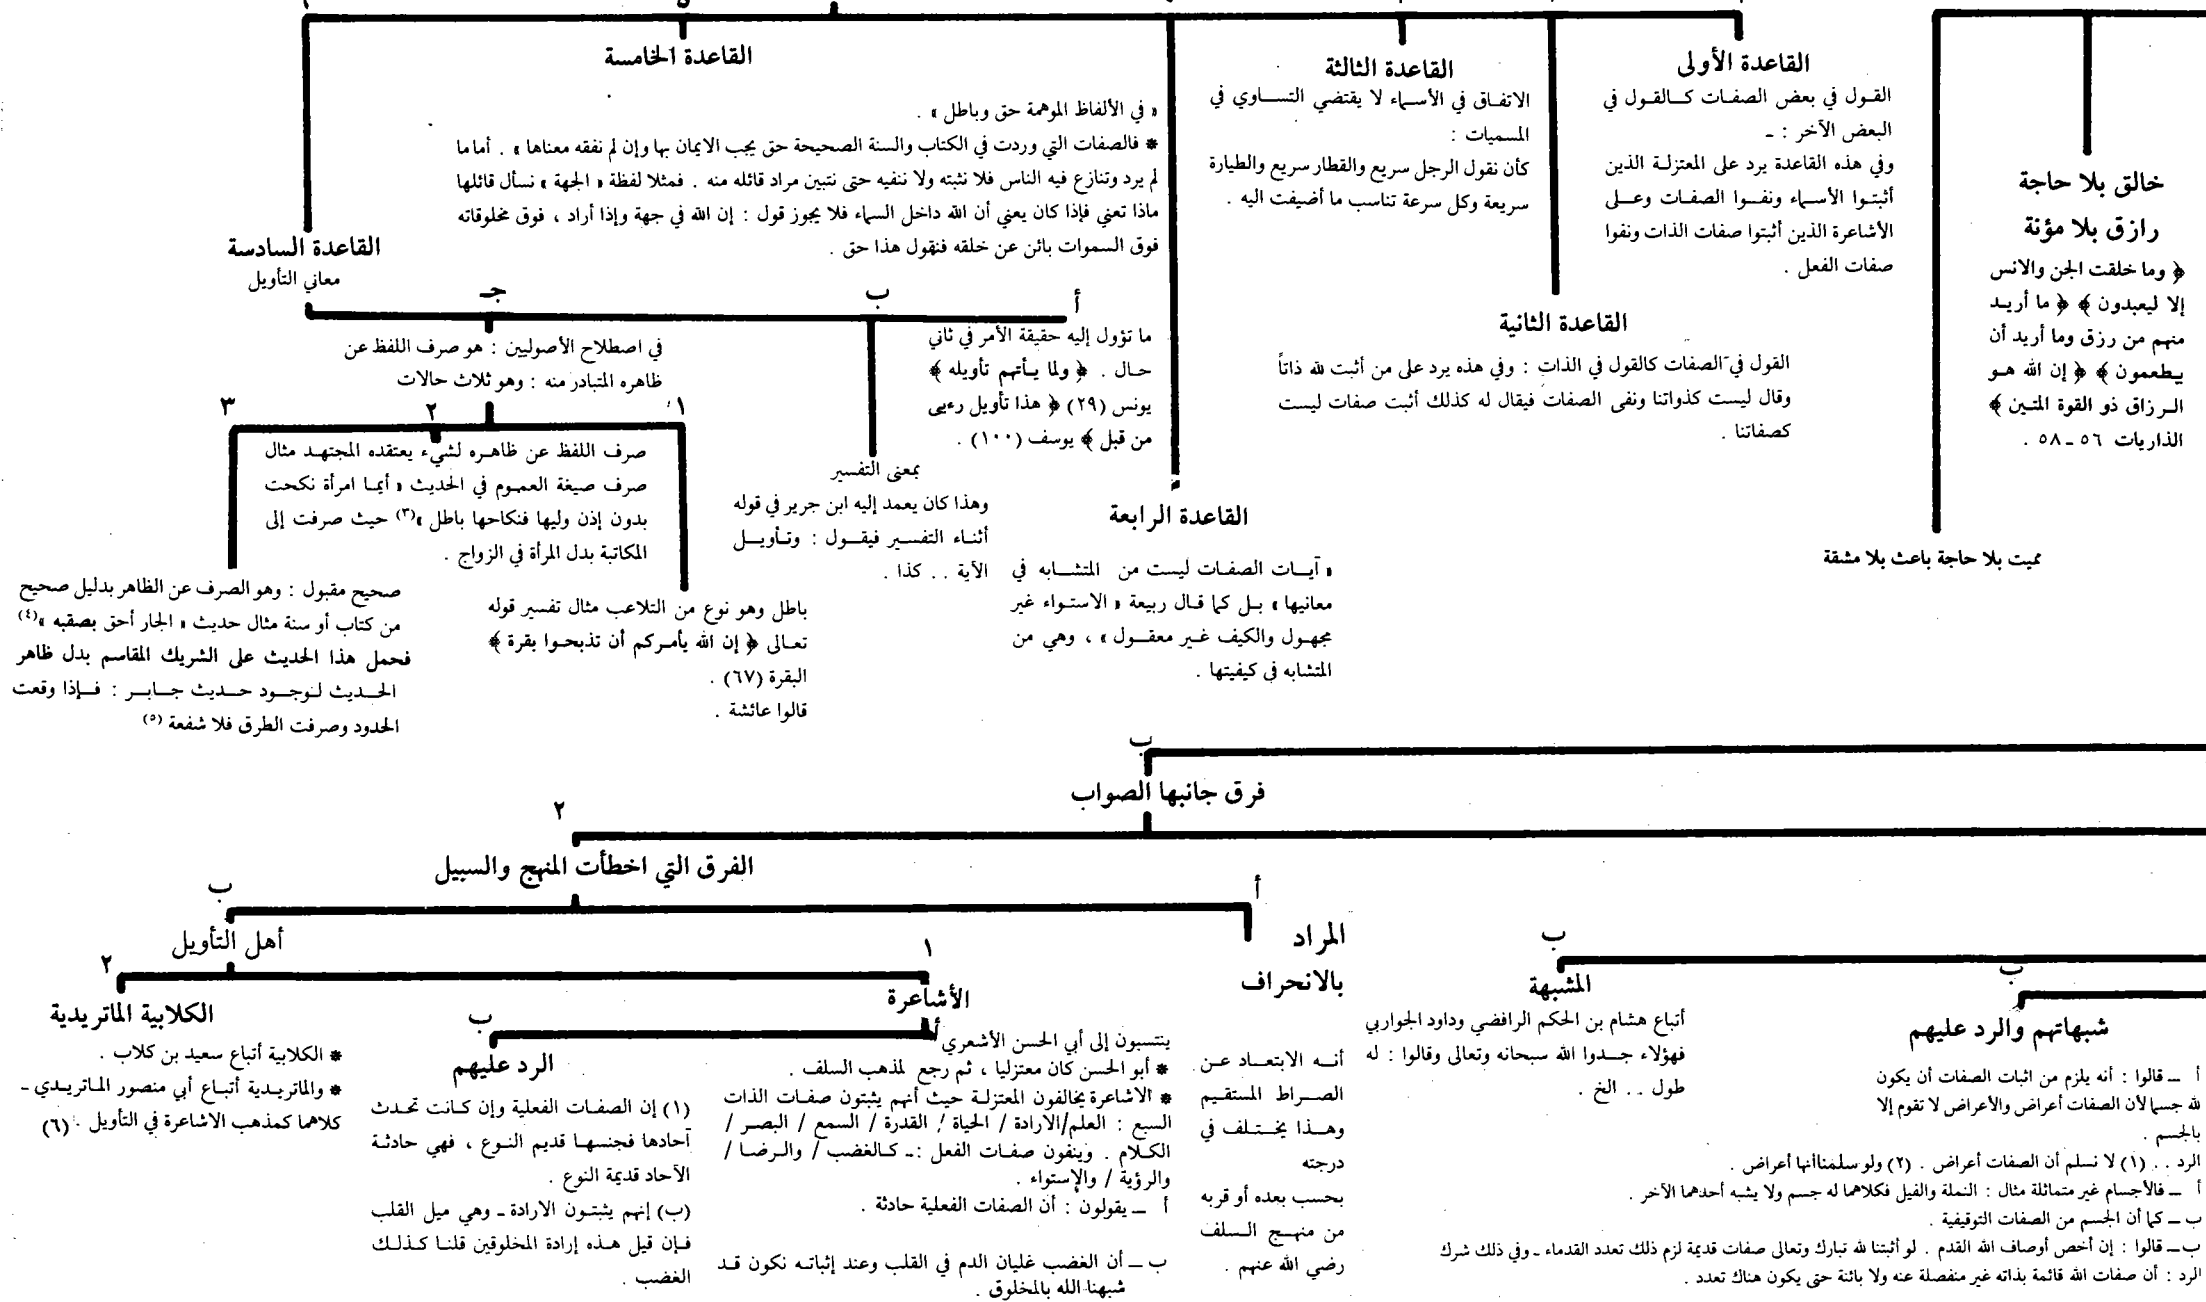 خالق بلا حاجة
رازق بلا مؤنة
﴿ وما خلقت الجن والانس
إلا ليعبدون ﴾ ﴿ ما أريد
منهم من رزق وما أريد أن
يطعمون ﴾ ﴿ إن الله هو
الرزاق ذو القوة المتين ﴾
الذاريات ٥٦ ـ ٥٨ .
مميت بلا حاجة باعث بلا مشقة
القاعدة الأولى
القول في بعض الصفات كالقول في
البعض الآخر : ـ
وفي هذه القاعدة يرد على المعتزلة الذين
أثبتوا الأسماء ونفوا الصفات وعلى
الأشاعرة الذين أثبتوا صفات الذات ونفوا
صفات الفعل .
القاعدة الثانية
القول في الصفات كالقول في الذات : وفي هذه يرد على من أثبت لله ذاتاً
وقال ليست كذواتنا ونفى الصفات فيقال له كذلك أثبت صفات ليست
كصفاتنا .
القاعدة الثالثة
الاتفاق في الأسماء لا يقتضي التساوي في
المسميات :
كأن نقول الرجل سريع والقطار سريع والطيارة
سريعة وكل سرعة تناسب ما أضيفت اليه .
القاعدة الرابعة
« آيات الصفات ليست من المتشابه في
معانيها » بل كما قال ربيعة « الاستواء غير
مجهول والكيف غير معقول » ، وهي من
المتشابه في كيفيتها .
القاعدة الخامسة
« في الألفاظ الموهمة حق وباطل » .
* فالصفات التي وردت في الكتاب والسنة الصحيحة حق يجب الايمان بها وإن لم نفقه معناها » . أما ما
لم يرد وتنازع فيه الناس فلا نثبته ولا ننفيه حتى نتبين مراد قائله منه . فمثلا لفظة « الجهة » نسأل قائلها
ماذا تعني فإذا كان يعني أن الله داخل السماء فلا يجوز قول : إن الله في جهة وإذا أراد ، فوق مخلوقاته
فوق السموات بائن عن خلقه فنقول هذا حق .
القاعدة السادسة
معاني التأويل
أ
ما تؤول إليه حقيقة الأمر في ثاني
حال . ﴿ ولما يأتهم تأويله ﴾
يونس (٢٩) ﴿ هذا تأويل رءيى
من قبل ﴾ يوسف (١٠٠) .
ب
بمعنى التفسير
وهذا كان يعمد إليه ابن جرير في قوله
أثناء التفسير فيقول : وتأويل
الآية . . كذا .
جـ
في اصطلاح الأصوليين : هو صرف اللفظ عن
ظاهره المتبادر منه : وهو ثلاث حالات
١
باطل وهو نوع من التلاعب مثال تفسير قوله
تعالى ﴿ إن الله يأمركم أن تذبحوا بقرة ﴾
البقرة (٦٧) .
قالوا عائشة .
٢
صرف اللفظ عن ظاهره لشيء يعتقده المجتهد مثال
صرف صيغة العموم في الحديث « أيما امرأة نكحت
بدون إذن وليها فنكاحها باطل »(٣) حيث صرفت إلى
المكاتبة بدل المرأة في الزواج .
٣
صحيح مقبول : وهو الصرف عن الظاهر بدليل صحيح
من كتاب أو سنة مثال حديث « الجار أحق بصقبه »(٤)
فحمل هذا الحديث على الشريك المقاسم بدل ظاهر
الحديث لوجود حديث جابر : فإذا وقعت
الحدود وصرفت الطرق فلا شفعة (٥)
ب
فرق جانبها الصواب
٢
الفرق التي اخطأت المنهج والسبيل
ب
شبهاتهم والرد عليهم
أ ـ قالوا : أنه يلزم من اثبات الصفات أن يكون
لله جسما لأن الصفات أعراض والأعراض لا تقوم إلا
بالجسم .
الرد . . (١) لا نسلم أن الصفات أعراض . (٢) ولو سلمنا أنها أعراض .
أ ـ فالأجسام غير متماثلة مثال : النملة والفيل فكلاهما له جسم ولا يشبه أحدهما الآخر .
ب ـ كما أن الجسم من الصفات التوقيفية .
ب ـ قالوا : إن أخص أوصاف الله القدم . لو أثبتنا لله تبارك وتعالى صفات قديمة لزم ذلك تعدد القدماء ـ وفي ذلك شرك
الرد : أن صفات الله قائمة بذاته غير منفصلة عنه ولا بائنة حتى يكون هناك تعدد .
ب
المشبهة
أتباع هشام بن الحكم الرافضي وداود الجواربي
فهؤلاء جسدوا الله سبحانه وتعالى وقالوا : له
طول . . الخ .
أ
المراد
بالانحراف
أنه الابتعاد عن
الصراط المستقيم
وهذا يختلف في
درجته
بحسب بعده أو قربه
من منهج السلف
رضي الله عنهم .
ب
أهل التأويل
١
الأشاعرة
أ
ينتسبون إلى أبي الحسن الأشعري
* أبو الحسن كان معتزليا ، ثم رجع لمذهب السلف .
* الاشاعرة يخالفون المعتزلة حيث أنهم يثبتون صفات الذات
السبع : العلم/الارادة / الحياة / القدرة / السمع / البصر /
الكلام . وينفون صفات الفعل :ـ كالغضب / والرضا /
والرؤية / والإستواء .
أ ـ يقولون : أن الصفات الفعلية حادثة .
ب ـ أن الغضب غليان الدم في القلب وعند إثباته نكون قد
شبهنا الله بالمخلوق .
ب
الرد عليهم
(١) إن الصفات الفعلية وإن كانت تحدث
آحادها فجنسها قديم النوع ، فهي حادثة
الآحاد قديمة النوع .
(ب) إنهم يثبتون الارادة ـ وهي ميل القلب
فإن قيل هذه إرادة المخلوقين قلنا كذلك
الغضب .
٢
الكلابية الماتريدية
* الكلابية أتباع سعيد بن كلاب .
* والماتريدية أتباع أبي منصور الماتريدي ـ
كلاهما كمذهب الاشاعرة في التأويل . (٦)